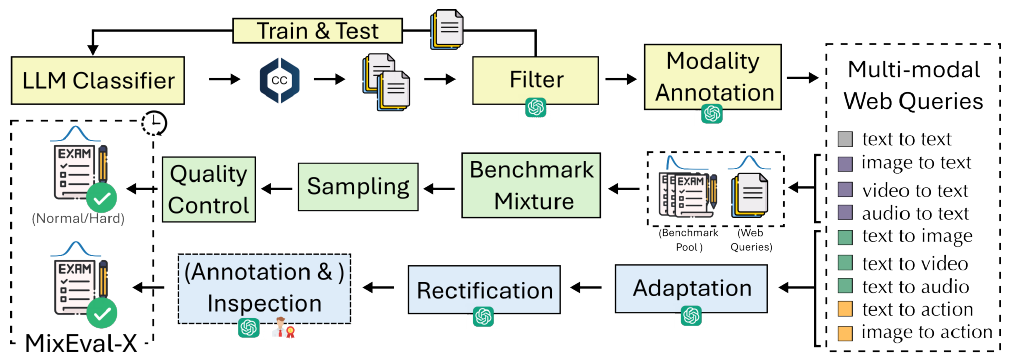 Train & Test
LLM Classifier
CC
Filter
Modality
Annotation
Multi-modal
Web Queries
text to text
image to text
video to text
audio to text
text to image
text to video
text to audio
text to action
image to action
EXAM
(Normal/Hard)
Quality
Control
Sampling
Benchmark
Mixture
EXAM
(Benchmark
Pool )
(Web
Queries)
EXAM
MixEval-X
(Annotation & )
Inspection
Rectification
Adaptation